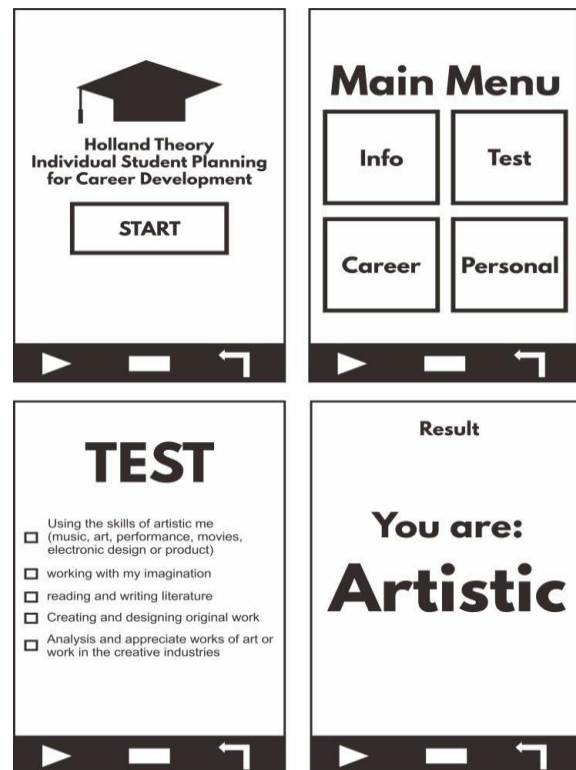 Holland Theory
Individual Student Planning
for Career Development
START
Main Menu
Info
Test
Career
Personal
TEST
Using the skills of artistic me
(music, art, performance, movies,
electronic design or product)
working with my imagination
reading and writing literature
Creating and designing original work
Analysis and appreciate works of art or
work in the creative industries
Result
You are:
Artistic